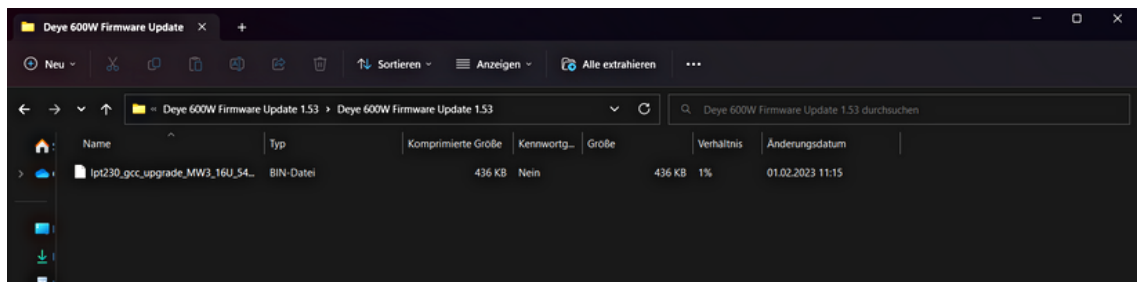 Deye 600W Firmware Update
Neu
Sortieren
Anzeigen
Alle extrahieren
« Deye 600W Firmware Update 1.53 > Deye 600W Firmware Update 1.53
Deye 600W Firmware Update 1.53 durchsuchen
Name Typ Komprimierte Größe Kennwortg... Größe Verhältnis Änderungsdatum
lpt230_gcc_upgrade_MW3_16U_54... BIN-Datei 436 KB Nein 436 KB 1% 01.02.2023 11:15